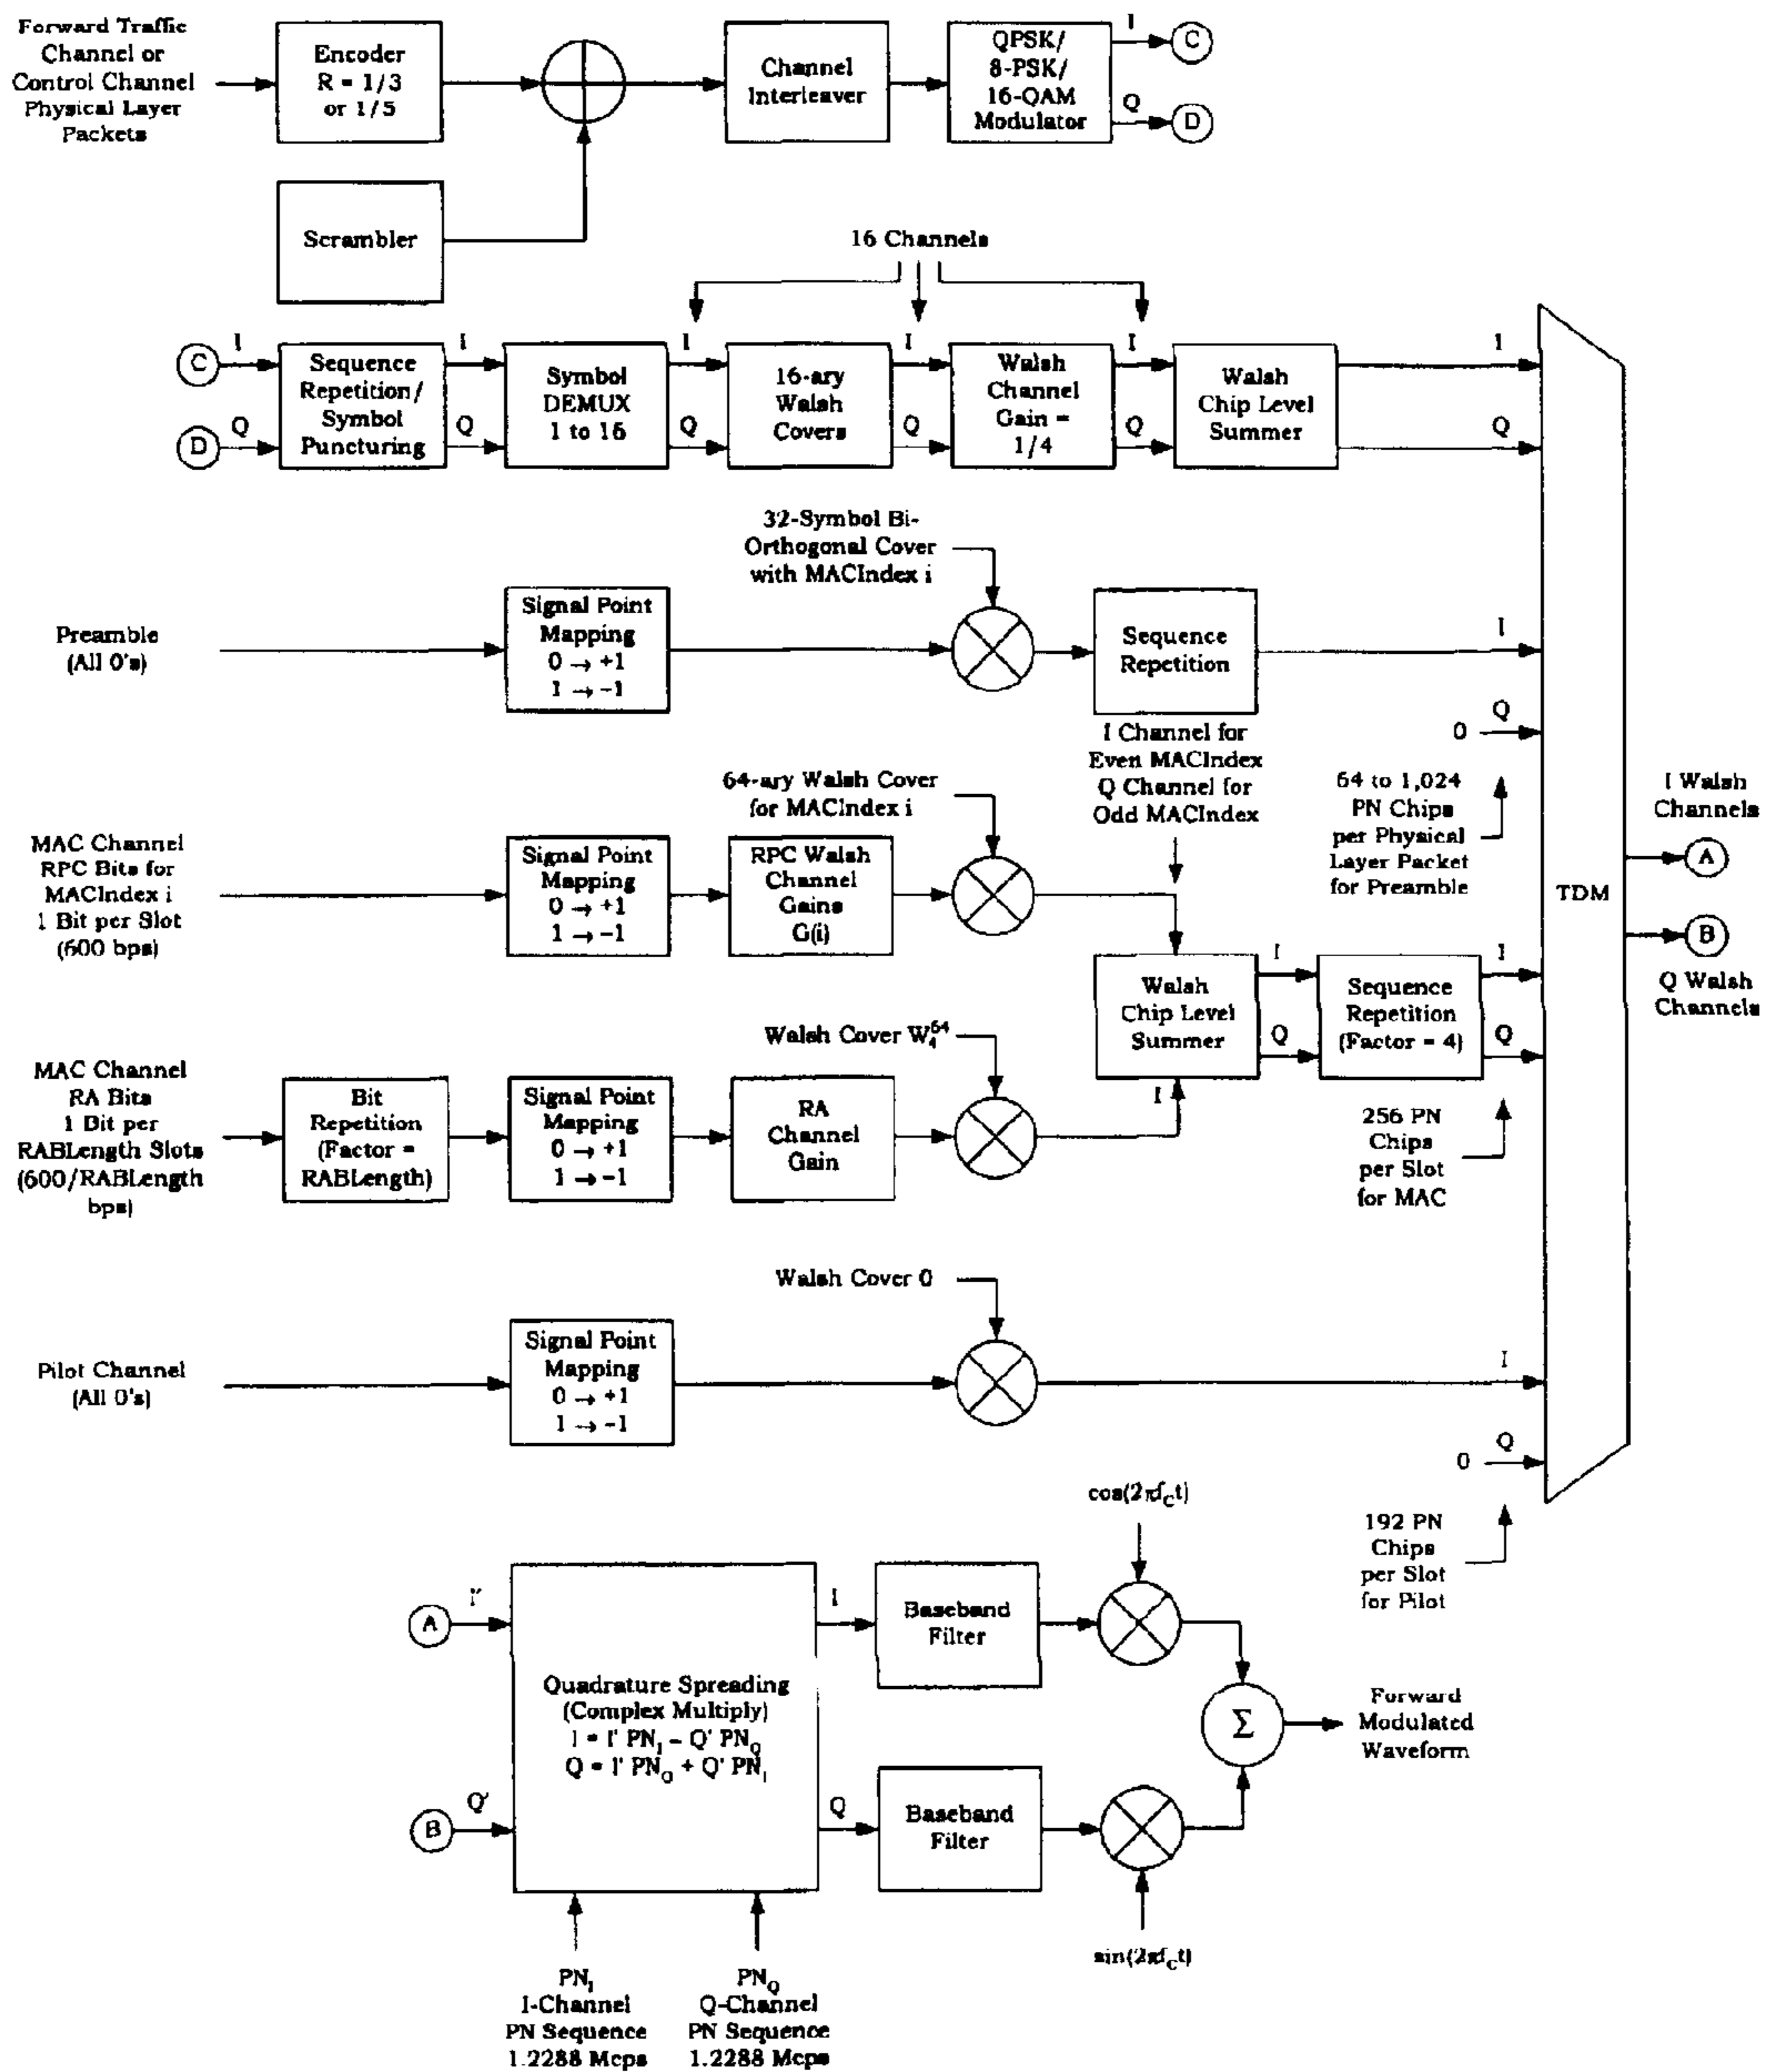 Forward Traffic
Channel or
Control Channel
Physical Layer
Packets
Encoder
R = 1/3
or 1/5
Channel
Interleaver
QPSK/
8-PSK/
16-QAM
Modulator
I
C
Q
D
Scrambler
16 Channels
C
I
D
Q
Sequence
Repetition/
Symbol
Puncturing
I
Q
Symbol
DEMUX
1 to 16
I
Q
16-ary
Walsh
Covers
I
Q
Walsh
Channel
Gain =
1/4
I
Q
Walsh
Chip Level
Summer
I
Q
32-Symbol Bi-
Orthogonal Cover
with MACIndex i
Preamble
(All 0's)
Signal Point
Mapping
0 → +1
1 → -1
Sequence
Repetition
I
0
Q
64 to 1,024
PN Chips
per Physical
Layer Packet
for Preamble
I Channel for
Even MACIndex
Q Channel for
Odd MACIndex
64-ary Walsh Cover
for MACIndex i
MAC Channel
RPC Bits for
MACIndex i
1 Bit per Slot
(600 bps)
Signal Point
Mapping
0 → +1
1 → -1
RPC Walsh
Channel
Gains
G(i)
TDM
I Walsh
Channels
A
B
Q Walsh
Channels
Walsh
Chip Level
Summer
I
Q
Sequence
Repetition
(Factor = 4)
I
Q
256 PN
Chips
per Slot
for MAC
Walsh Cover W₄⁶⁴
MAC Channel
RA Bits
1 Bit per
RABLength Slots
(600/RABLength
bps)
Bit
Repetition
(Factor =
RABLength)
Signal Point
Mapping
0 → +1
1 → -1
RA
Channel
Gain
I
Walsh Cover 0
Pilot Channel
(All 0's)
Signal Point
Mapping
0 → +1
1 → -1
I
0
Q
192 PN
Chips
per Slot
for Pilot
A
I'
B
Q'
Quadrature Spreading
(Complex Multiply)
I = I' PN_I - Q' PN_Q
Q = I' PN_Q + Q' PN_I
I
Q
Baseband
Filter
Baseband
Filter
cos(2πf_Ct)
sin(2πf_Ct)
Σ
Forward
Modulated
Waveform
PN_I
I-Channel
PN Sequence
1.2288 Mcps
PN_Q
Q-Channel
PN Sequence
1.2288 Mcps